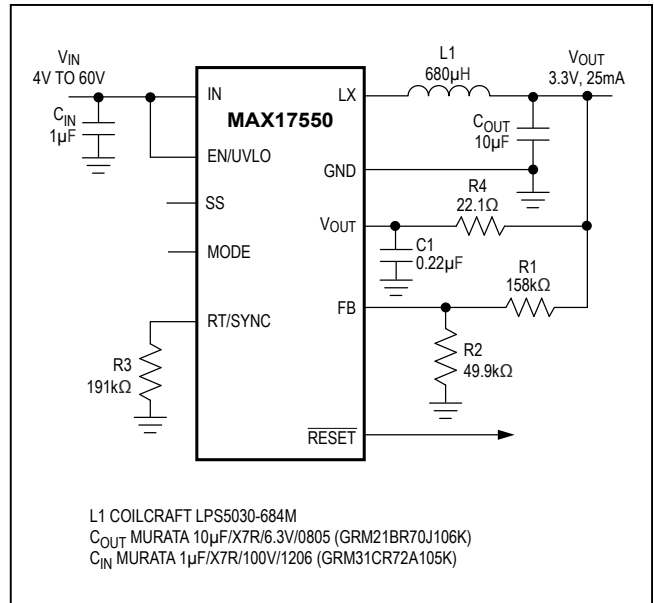 VIN
4V TO 60V
CIN
1µF
IN
EN/UVLO
SS
MODE
RT/SYNC
R3
191kΩ
MAX17550
LX
GND
VOUT
FB
RESET
L1
680µH
VOUT
3.3V, 25mA
COUT
10µF
R4
22.1Ω
C1
0.22µF
R1
158kΩ
R2
49.9kΩ
L1 COILCRAFT LPS5030-684M
COUT MURATA 10µF/X7R/6.3V/0805 (GRM21BR70J106K)
CIN MURATA 1µF/X7R/100V/1206 (GRM31CR72A105K)